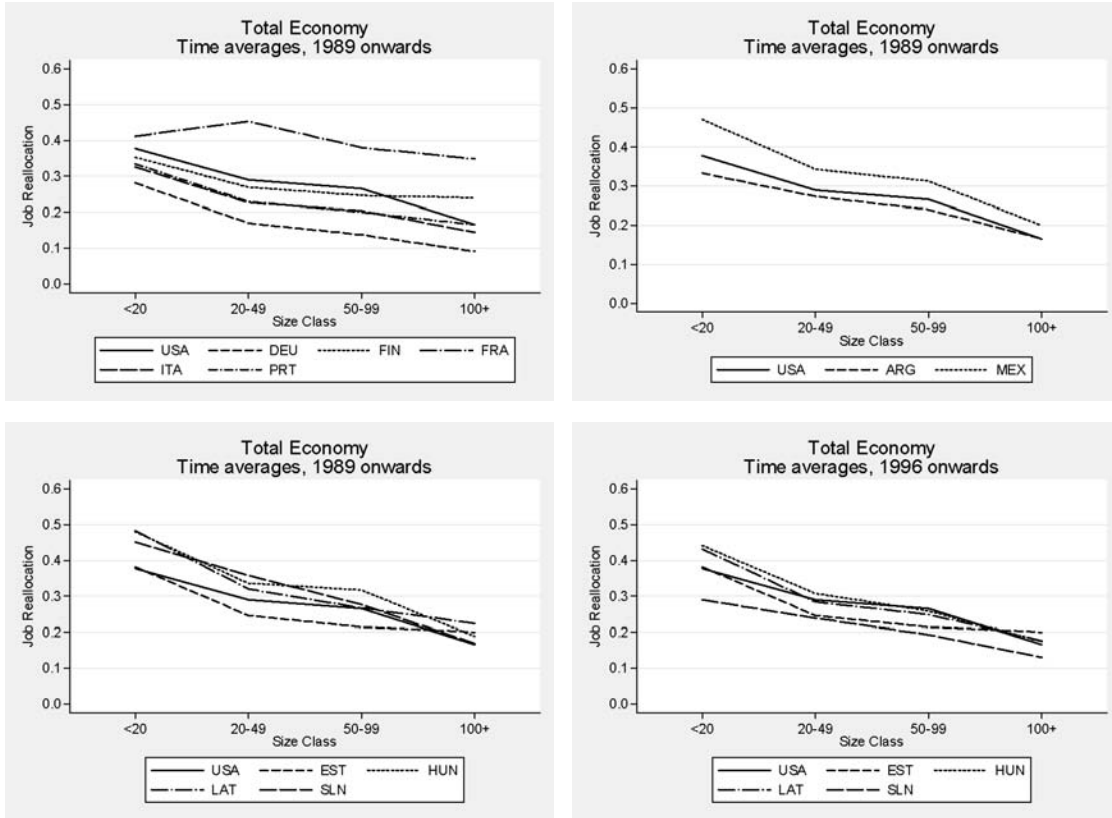 Total Economy
Time averages, 1989 onwards
Job Reallocation
0.6
0.5
0.4
0.3
0.2
0.1
0.0
<20 20-49 50-99 100+
Size Class
USA DEU FIN FRA
ITA PRT
Total Economy
Time averages, 1989 onwards
Job Reallocation
0.6
0.5
0.4
0.3
0.2
0.1
0.0
<20 20-49 50-99 100+
Size Class
USA ARG MEX
Total Economy
Time averages, 1989 onwards
Job Reallocation
0.6
0.5
0.4
0.3
0.2
0.1
0.0
<20 20-49 50-99 100+
Size Class
USA EST HUN
LAT SLN
Total Economy
Time averages, 1996 onwards
Job Reallocation
0.6
0.5
0.4
0.3
0.2
0.1
0.0
<20 20-49 50-99 100+
Size Class
USA EST HUN
LAT SLN